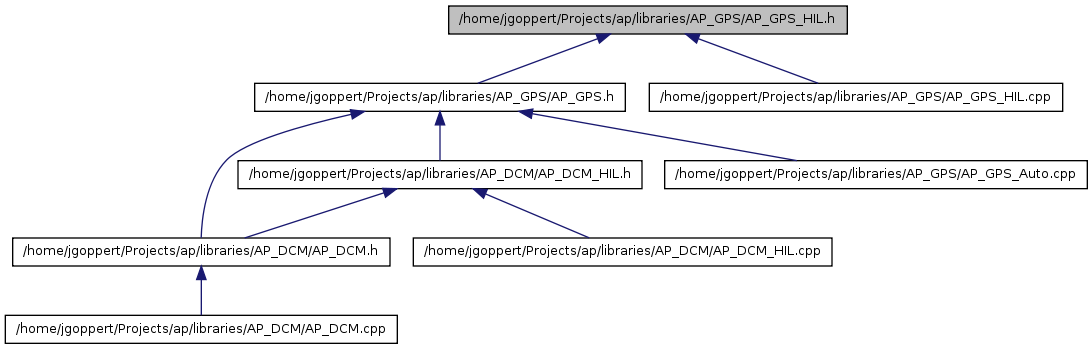 /home/jgoppert/Projects/ap/libraries/AP_GPS/AP_GPS_HIL.h
/home/jgoppert/Projects/ap/libraries/AP_GPS/AP_GPS.h
/home/jgoppert/Projects/ap/libraries/AP_GPS/AP_GPS_HIL.cpp
/home/jgoppert/Projects/ap/libraries/AP_DCM/AP_DCM_HIL.h
/home/jgoppert/Projects/ap/libraries/AP_GPS/AP_GPS_Auto.cpp
/home/jgoppert/Projects/ap/libraries/AP_DCM/AP_DCM.h
/home/jgoppert/Projects/ap/libraries/AP_DCM/AP_DCM_HIL.cpp
/home/jgoppert/Projects/ap/libraries/AP_DCM/AP_DCM.cpp